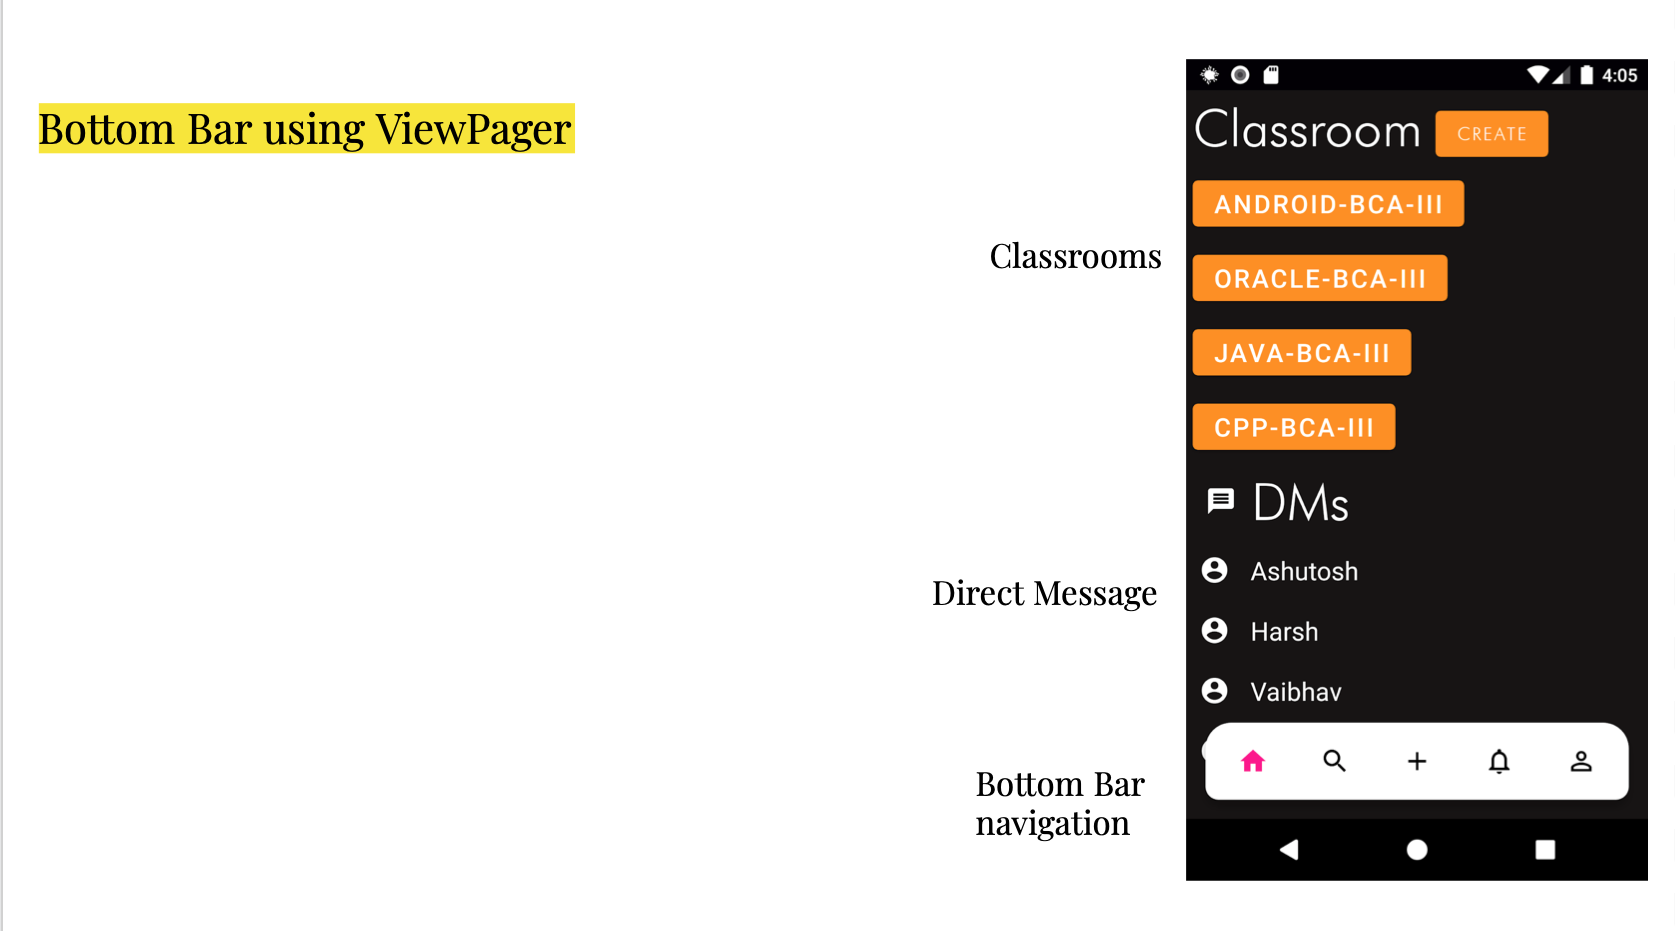 Bottom Bar using ViewPager
4:05
Classroom CREATE
ANDROID-BCA-III
Classrooms
ORACLE-BCA-III
JAVA-BCA-III
CPP-BCA-III
DMs
Ashutosh
Direct Message
Harsh
Vaibhav
Bottom Bar
navigation